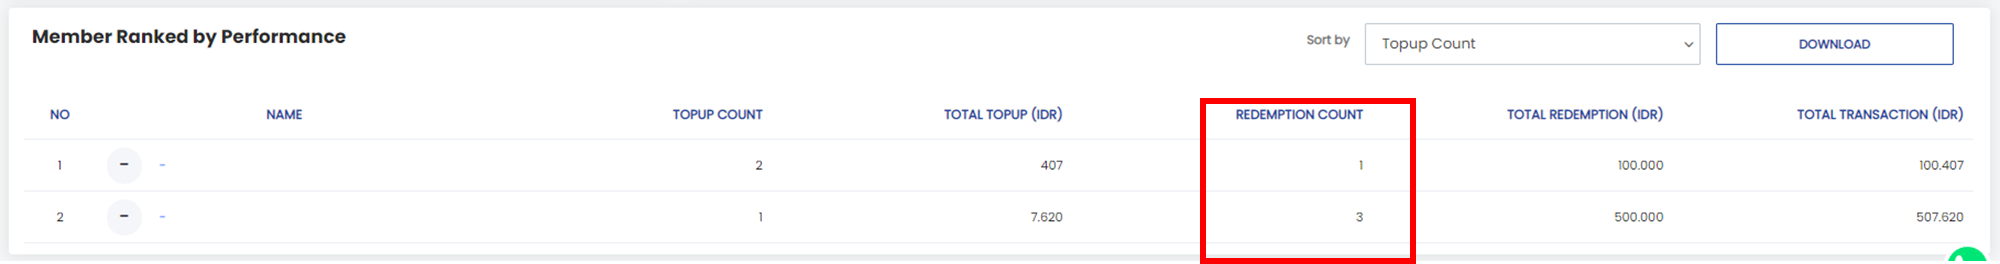 Member Ranked by Performance
Sort by Topup Count DOWNLOAD
NO NAME TOPUP COUNT TOTAL TOPUP (IDR) REDEMPTION COUNT TOTAL REDEMPTION (IDR) TOTAL TRANSACTION (IDR)
1 - - 2 407 1 100.000 100.407
2 - - 1 7.620 3 500.000 507.620